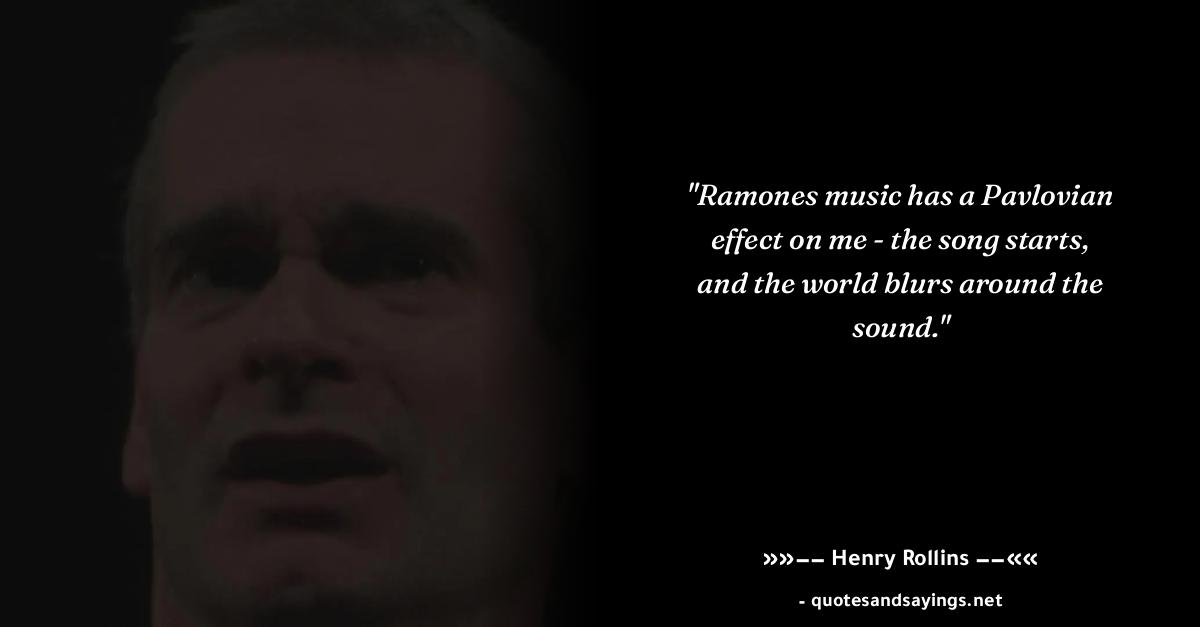 "Ramones music has a Pavlovian
effect on me - the song starts,
and the world blurs around the
sound."
»»−− Henry Rollins −−««
- quotesandsayings.net